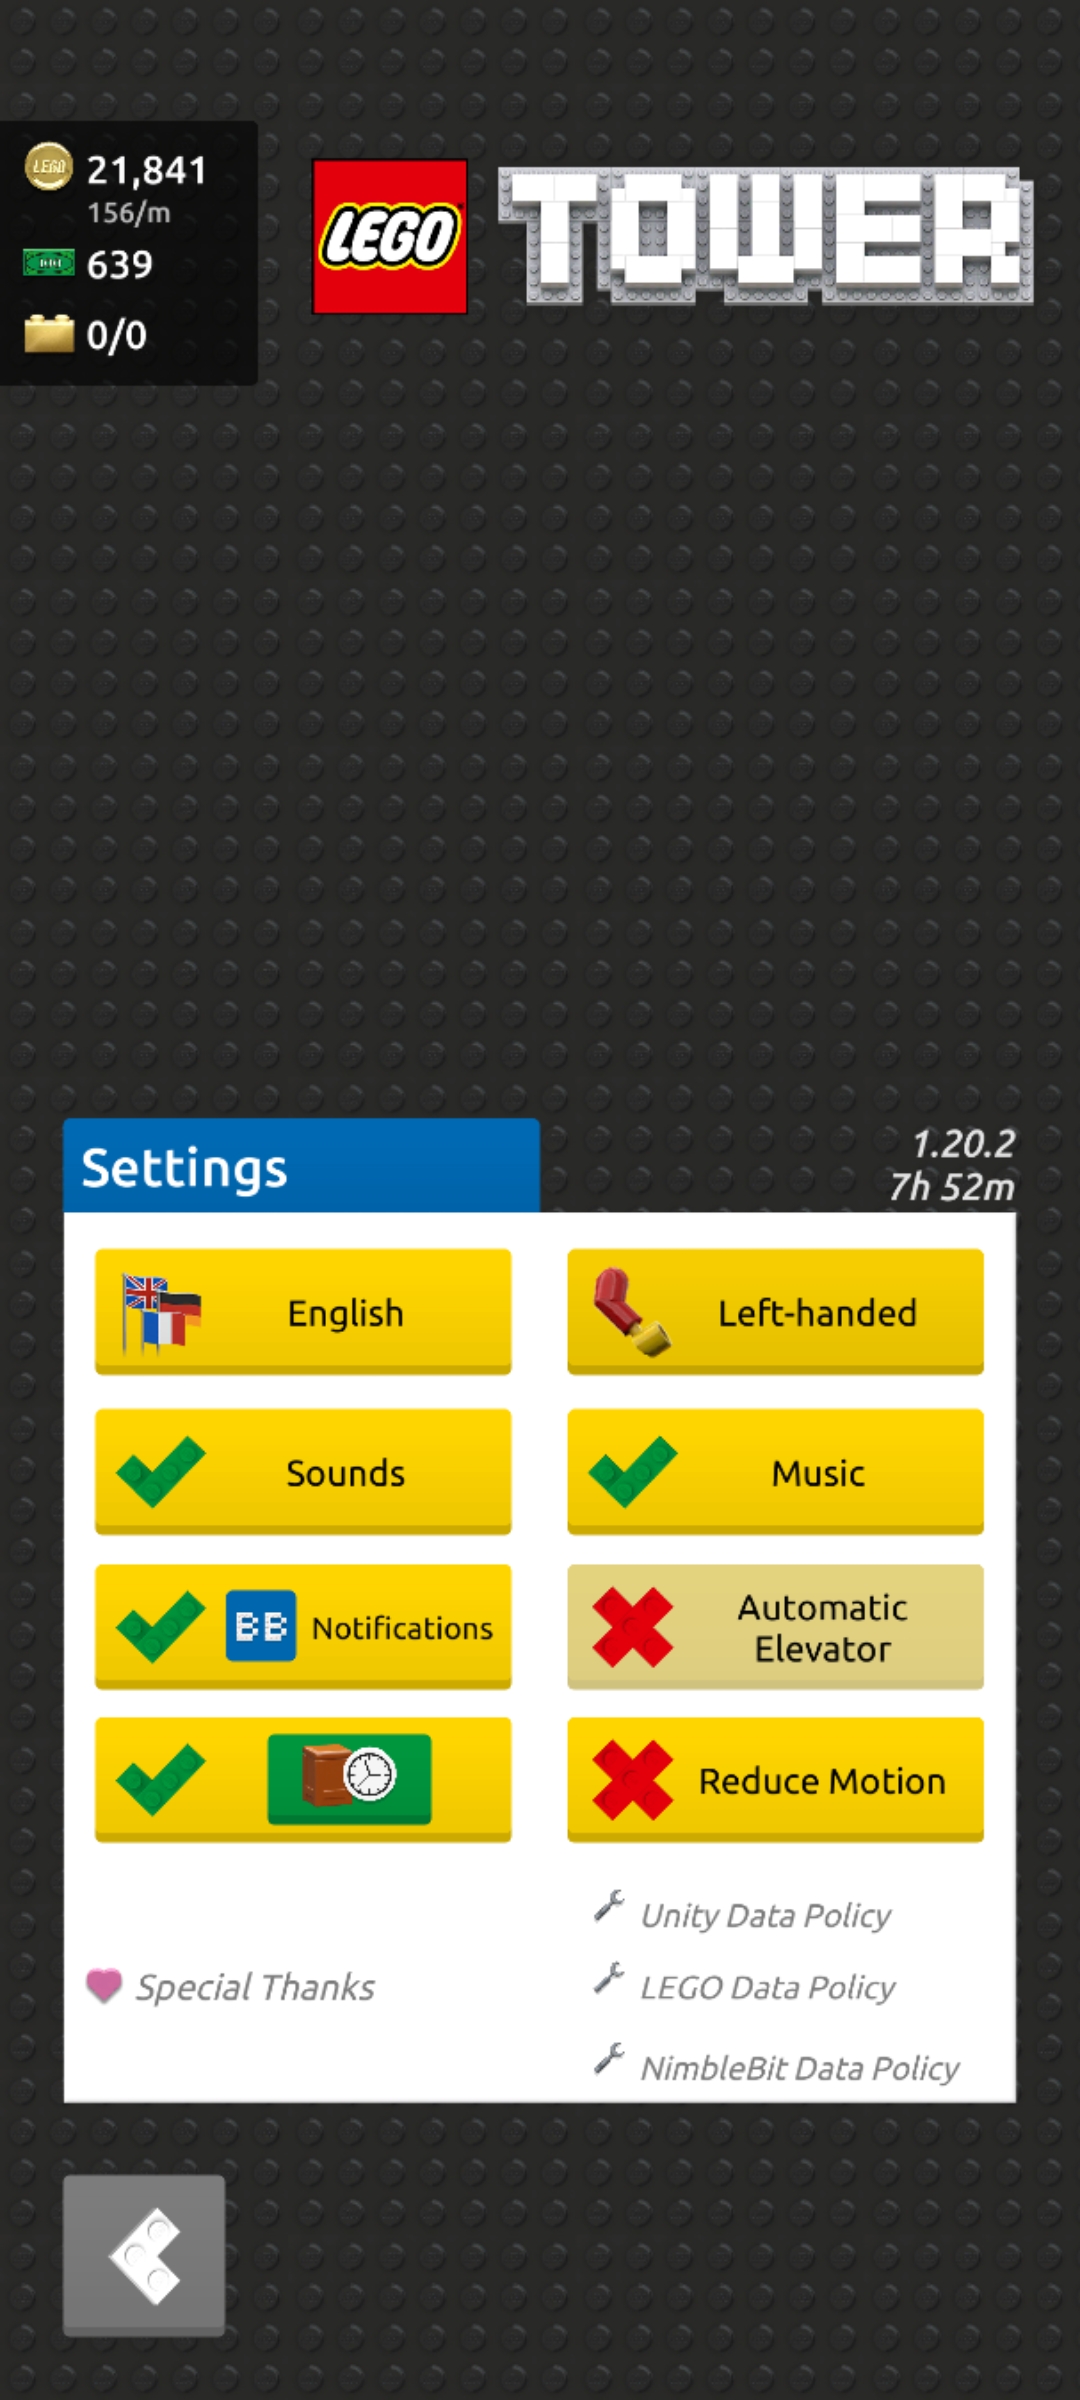 LEGO
21,841
156/m
639
0/0
LEGO
TOWER
Settings
1.20.2
7h 52m
English
Left-handed
Sounds
Music
BB
Notifications
Automatic
Elevator
Reduce Motion
Unity Data Policy
Special Thanks
LEGO Data Policy
NimbleBit Data Policy